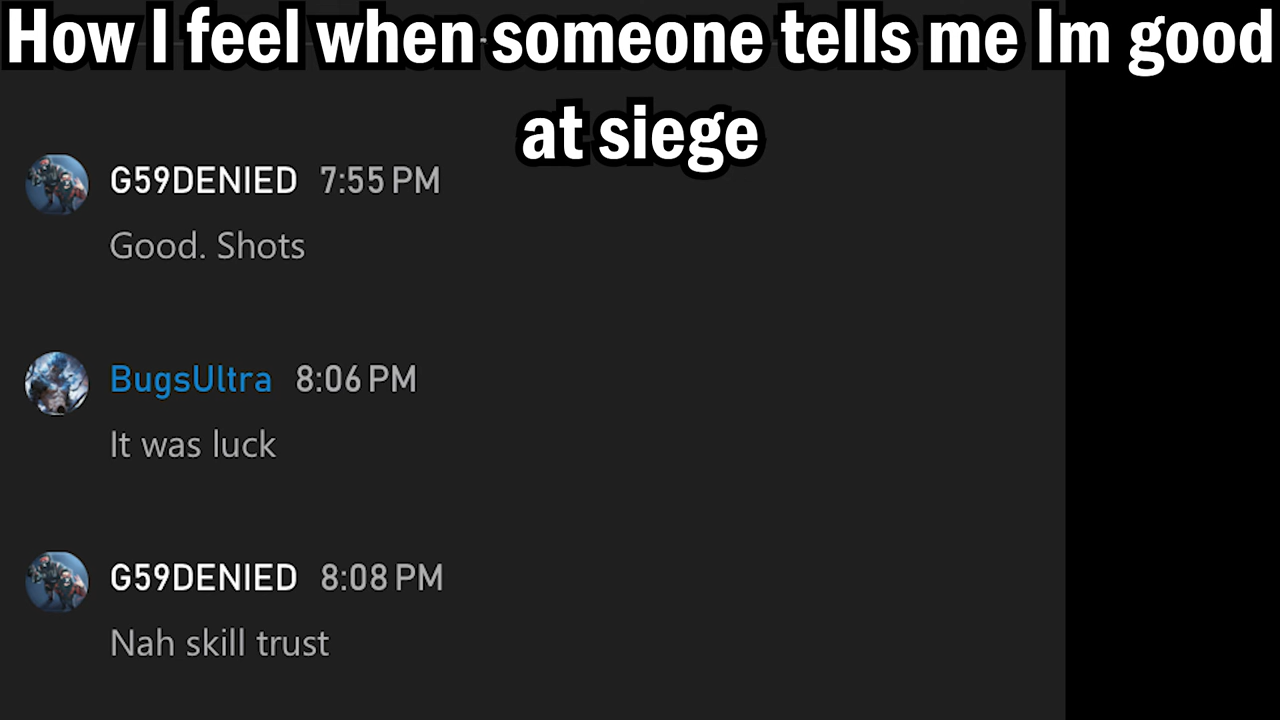 How I feel when someone tells me Im good
at siege
G59DENIED 7:55 PM
Good. Shots
BugsUltra 8:06 PM
It was luck
G59DENIED 8:08 PM
Nah skill trust